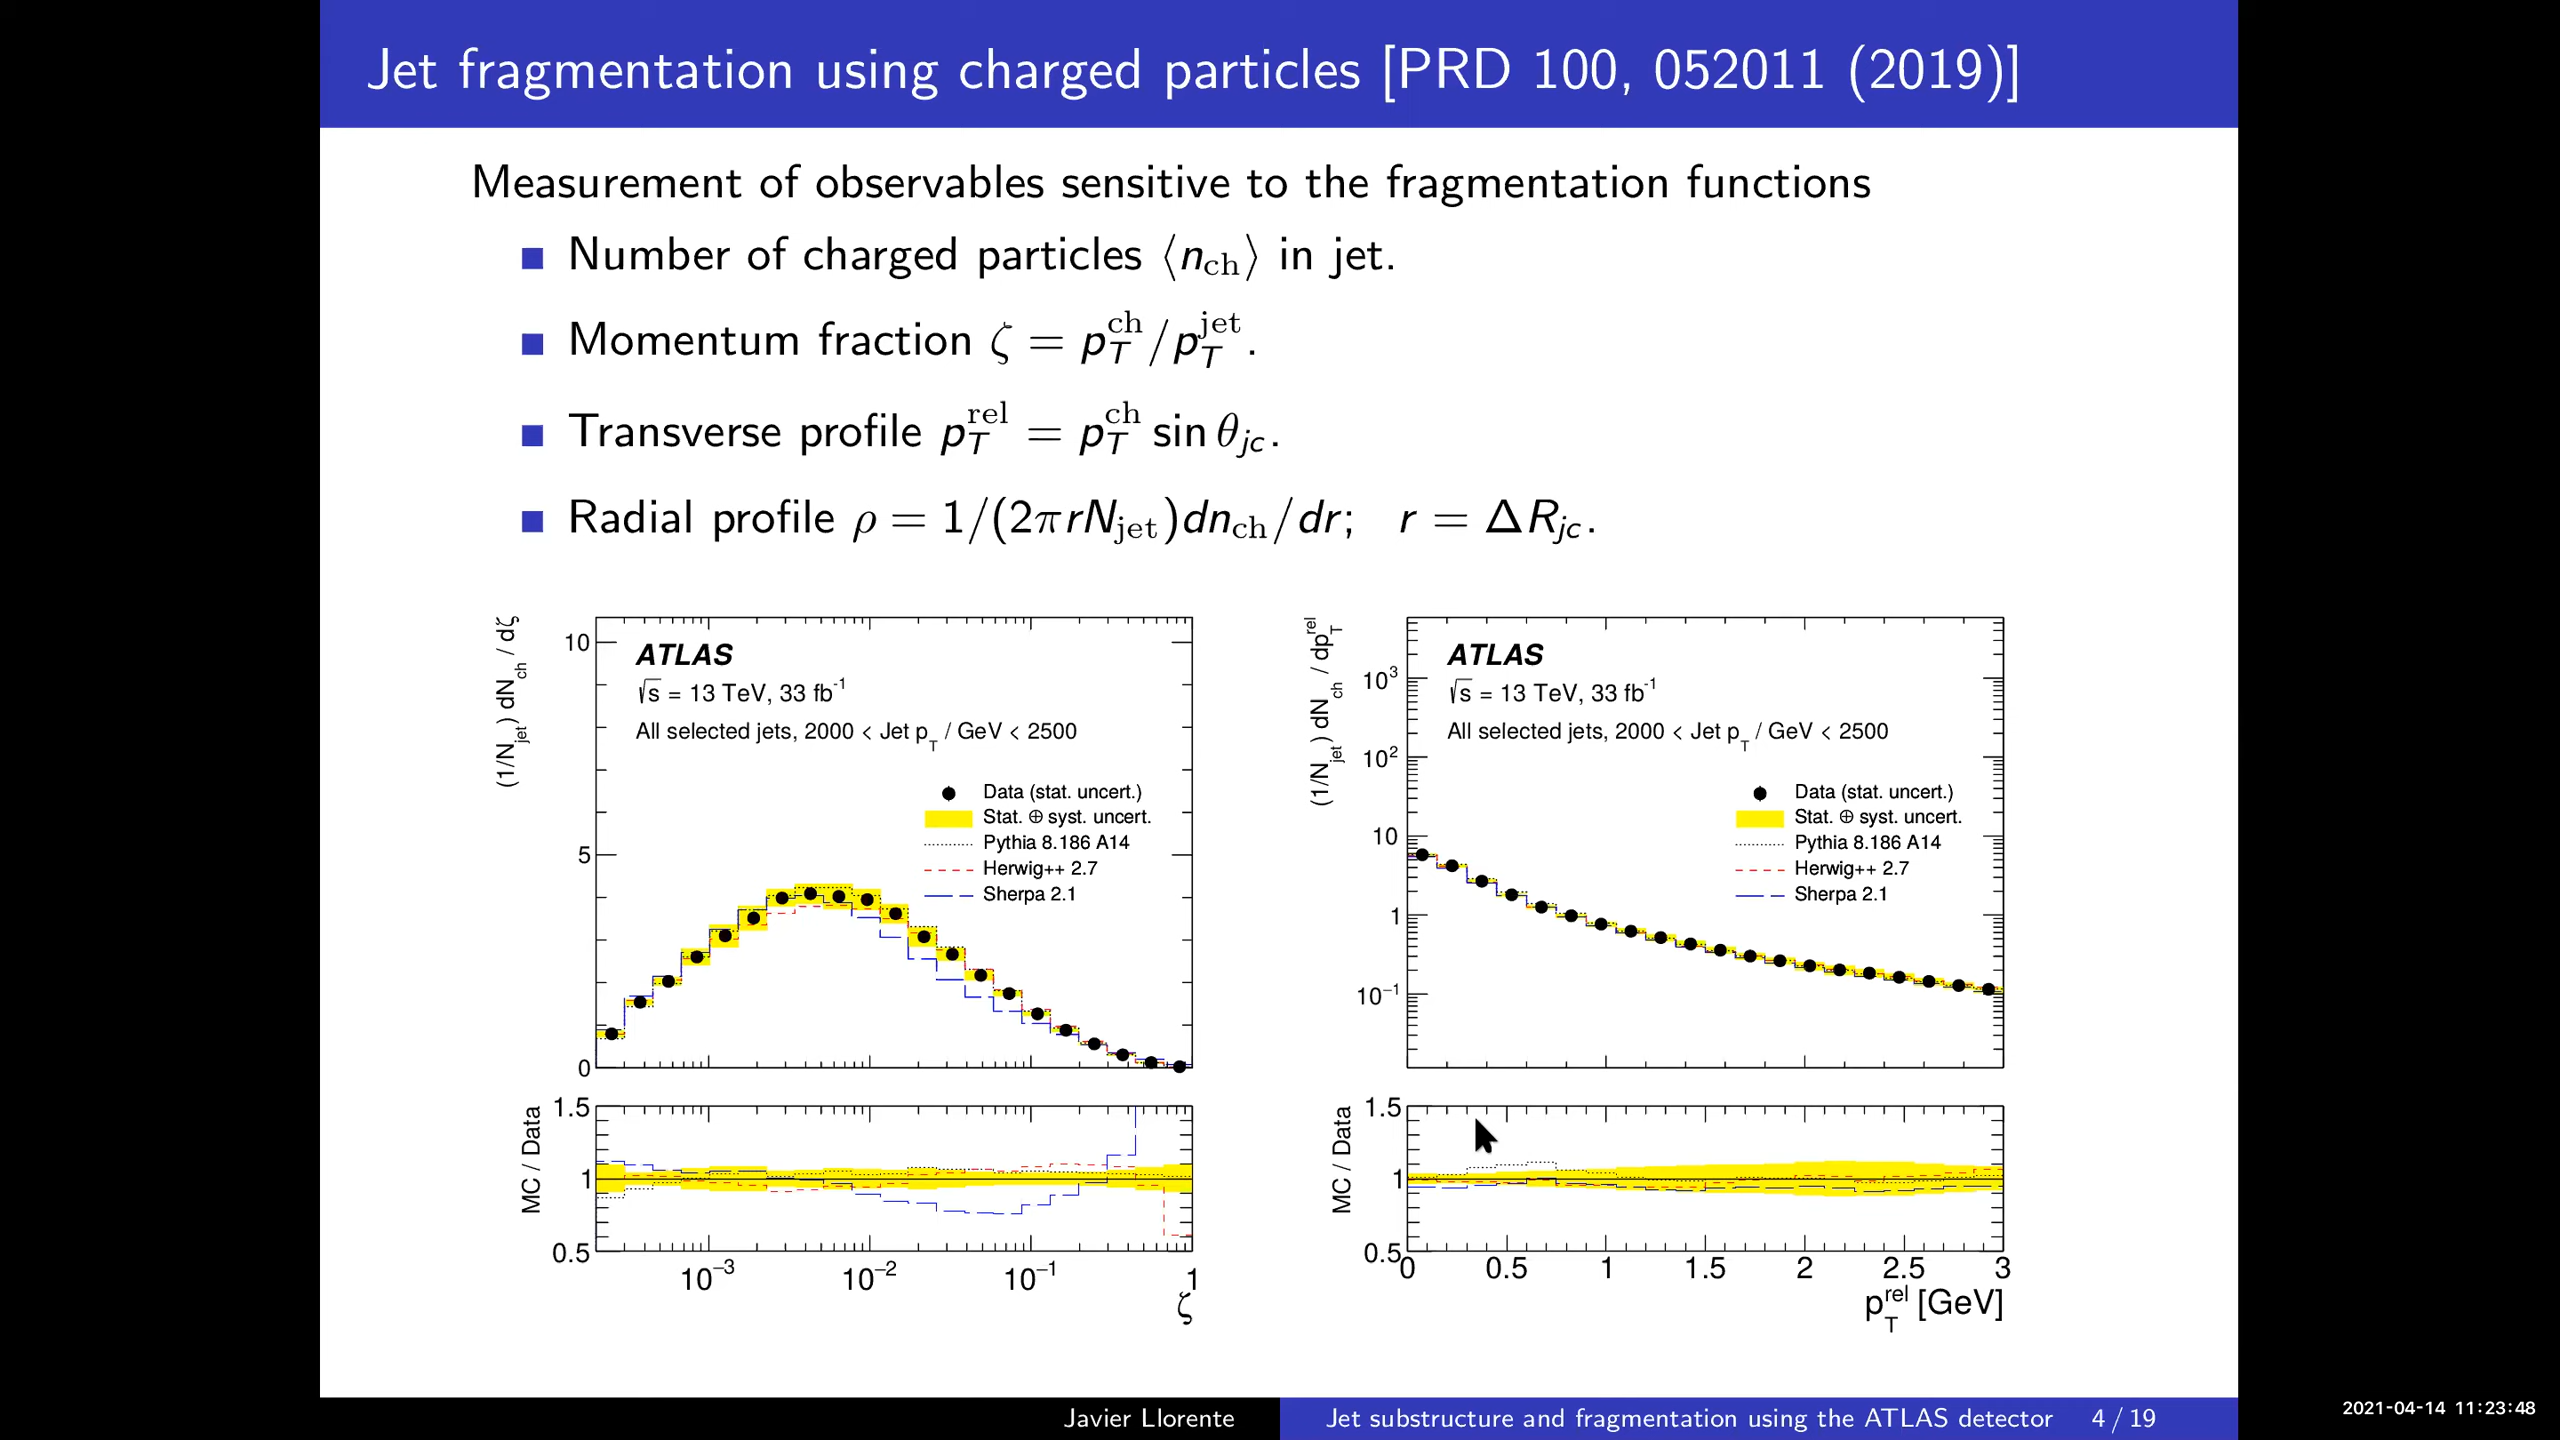 Jet fragmentation using charged particles [PRD 100, 052011 (2019)]
Measurement of observables sensitive to the fragmentation functions
Number of charged particles ⟨n_ch⟩ in jet.
Momentum fraction ζ = p_T^ch/p_T^jet.
Transverse profile p_T^rel = p_T^ch sin θ_jc.
Radial profile ρ = 1/(2πrN_jet)dn_ch/dr; r = ΔR_jc.
(1/N_jet) dN_ch / dζ
10
5
0
ATLAS
√s = 13 TeV, 33 fb^-1
All selected jets, 2000 < Jet p_T / GeV < 2500
Data (stat. uncert.)
Stat. ⊕ syst. uncert.
Pythia 8.186 A14
Herwig++ 2.7
Sherpa 2.1
MC / Data
1.5
1
0.5
10^−3 10^−2 10^−1 1
ζ
(1/N_jet) dN_ch / dp_T^rel
10^3
10^2
10
1
10^−1
ATLAS
√s = 13 TeV, 33 fb^-1
All selected jets, 2000 < Jet p_T / GeV < 2500
Data (stat. uncert.)
Stat. ⊕ syst. uncert.
Pythia 8.186 A14
Herwig++ 2.7
Sherpa 2.1
MC / Data
1.5
1
0.5
0 0.5 1 1.5 2 2.5 3
p_T^rel [GeV]
Javier Llorente Jet substructure and fragmentation using the ATLAS detector 4 / 19
2021-04-14 11:23:48